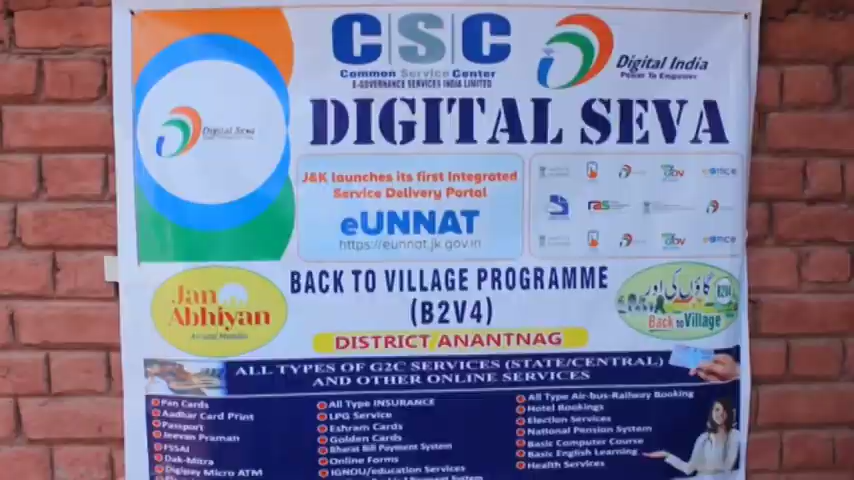 CSC
Common Service Center
E-GOVERNANCE SERVICES INDIA LIMITED
Digital India
Power To Empower
DIGITAL SEVA
Digital Seva
J&K launches its first Integrated
Service Delivery Portal
eUNNAT
https://eunnat.jk.gov.in
BACK TO VILLAGE PROGRAMME
(B2V4)
DISTRICT ANANTNAG
Jan
Abhiyan
گاؤں کی اور
B2V4
Back to Village
ALL TYPES OF G2C SERVICES (STATE/CENTRAL)
AND OTHER ONLINE SERVICES
Pan Cards
Aadhar Card Print
Passport
Jeevan Praman
FSSAI
Dak-Mitra
Digipay Micro ATM
All Type INSURANCE
LPG Service
Eshram Cards
Golden Cards
Bharat Bill Payment System
Online Forms
IGNOU/education Services
All Type Air-bus-Railway Booking
Hotel Bookings
Election Services
National Pension System
Basic Computer Course
Basic English Learning
Health Services